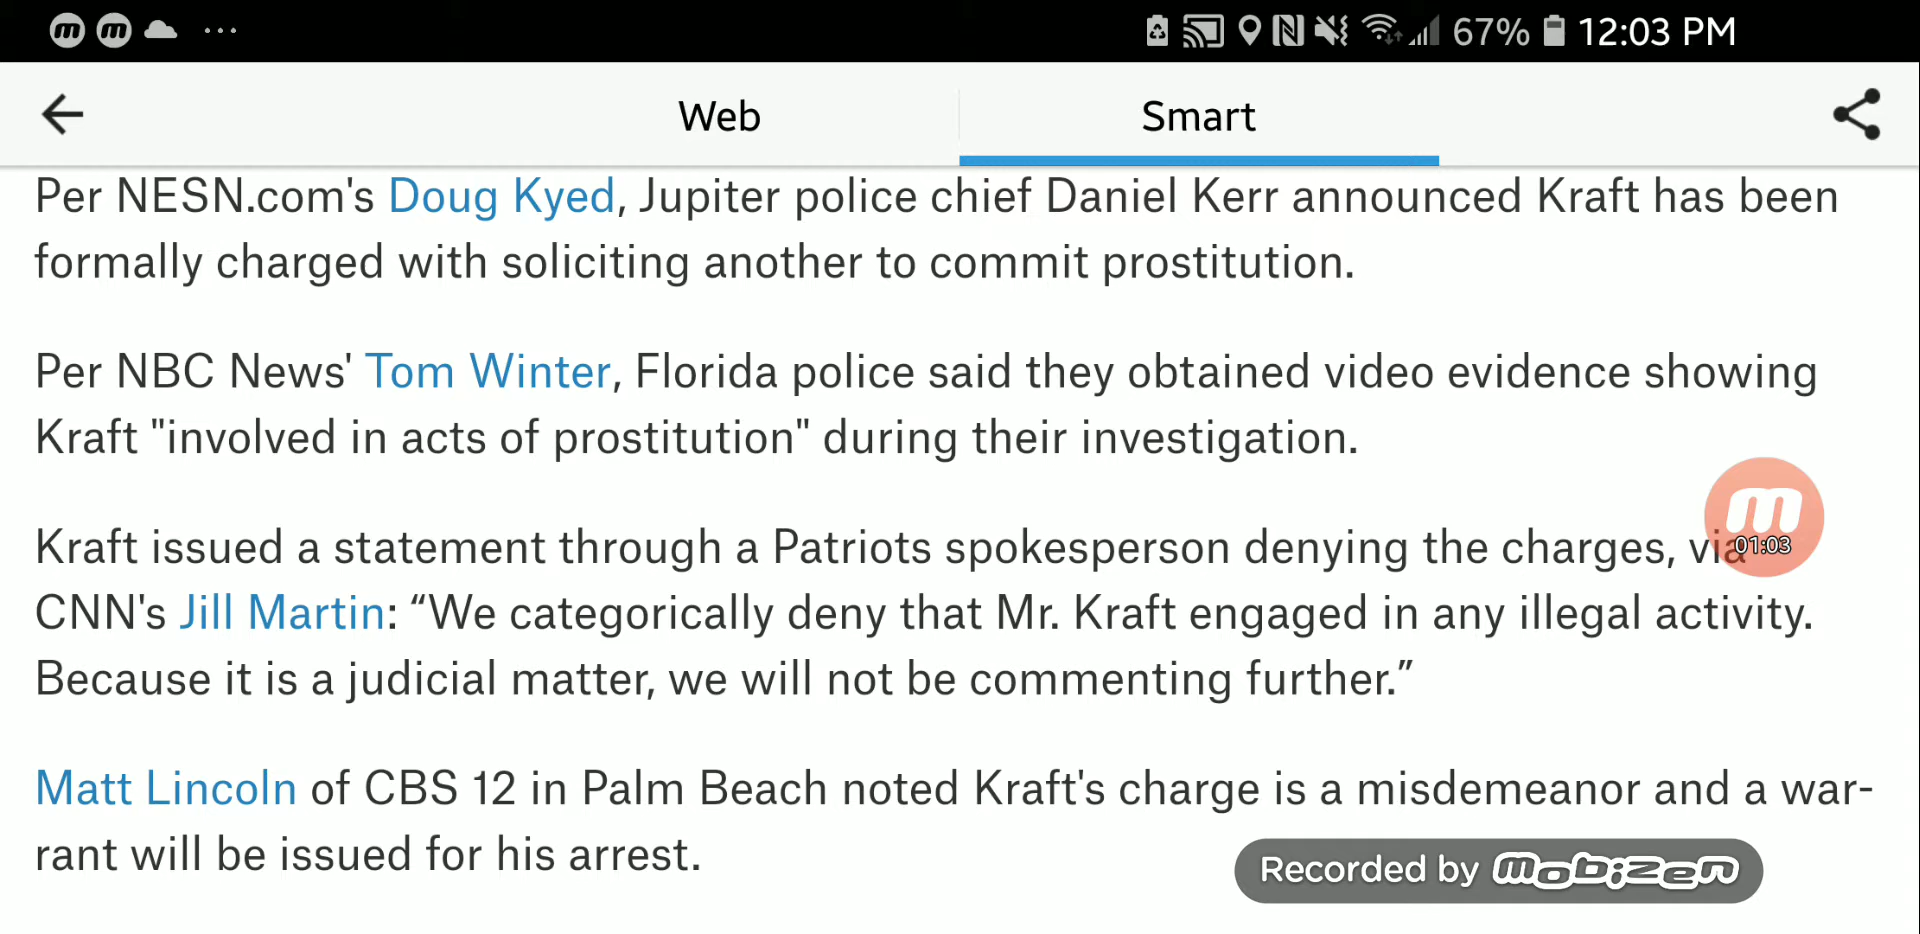 67% 12:03 PM
Web Smart
Per NESN.com's Doug Kyed, Jupiter police chief Daniel Kerr announced Kraft has been
formally charged with soliciting another to commit prostitution.
Per NBC News' Tom Winter, Florida police said they obtained video evidence showing
Kraft "involved in acts of prostitution" during their investigation.
Kraft issued a statement through a Patriots spokesperson denying the charges, via
01:03
CNN's Jill Martin: “We categorically deny that Mr. Kraft engaged in any illegal activity.
Because it is a judicial matter, we will not be commenting further.”
Matt Lincoln of CBS 12 in Palm Beach noted Kraft's charge is a misdemeanor and a war-
rant will be issued for his arrest.
Recorded by mobizen